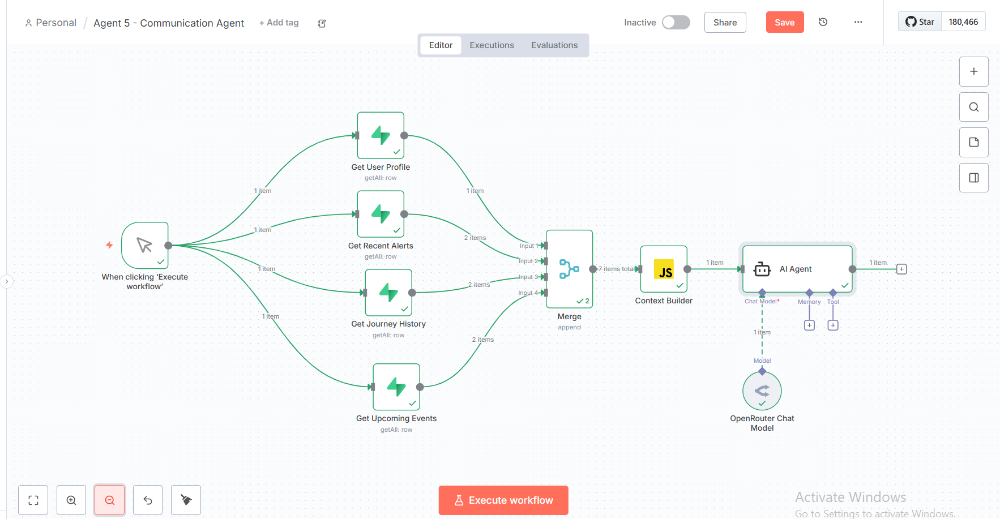 Personal / Agent 5 - Communication Agent + Add tag
Inactive Share Save ... Star 180,466
Editor Executions Evaluations
Get User Profile
getAll: row
1 item
1 item
Get Recent Alerts
getAll: row
1 item
2 items
When clicking ‘Execute
workflow’
1 item
Get Journey History
getAll: row
2 items
1 item
Get Upcoming Events
getAll: row
2 items
Input 1
Input 2
Input 3
Input 4
2
Merge
append
7 items total
JS
Context Builder
1 item
AI Agent
1 item
Chat Model*
Memory
Tool
1 item
Model
OpenRouter Chat
Model
Execute workflow
Activate Windows
Go to Settings to activate Windows.